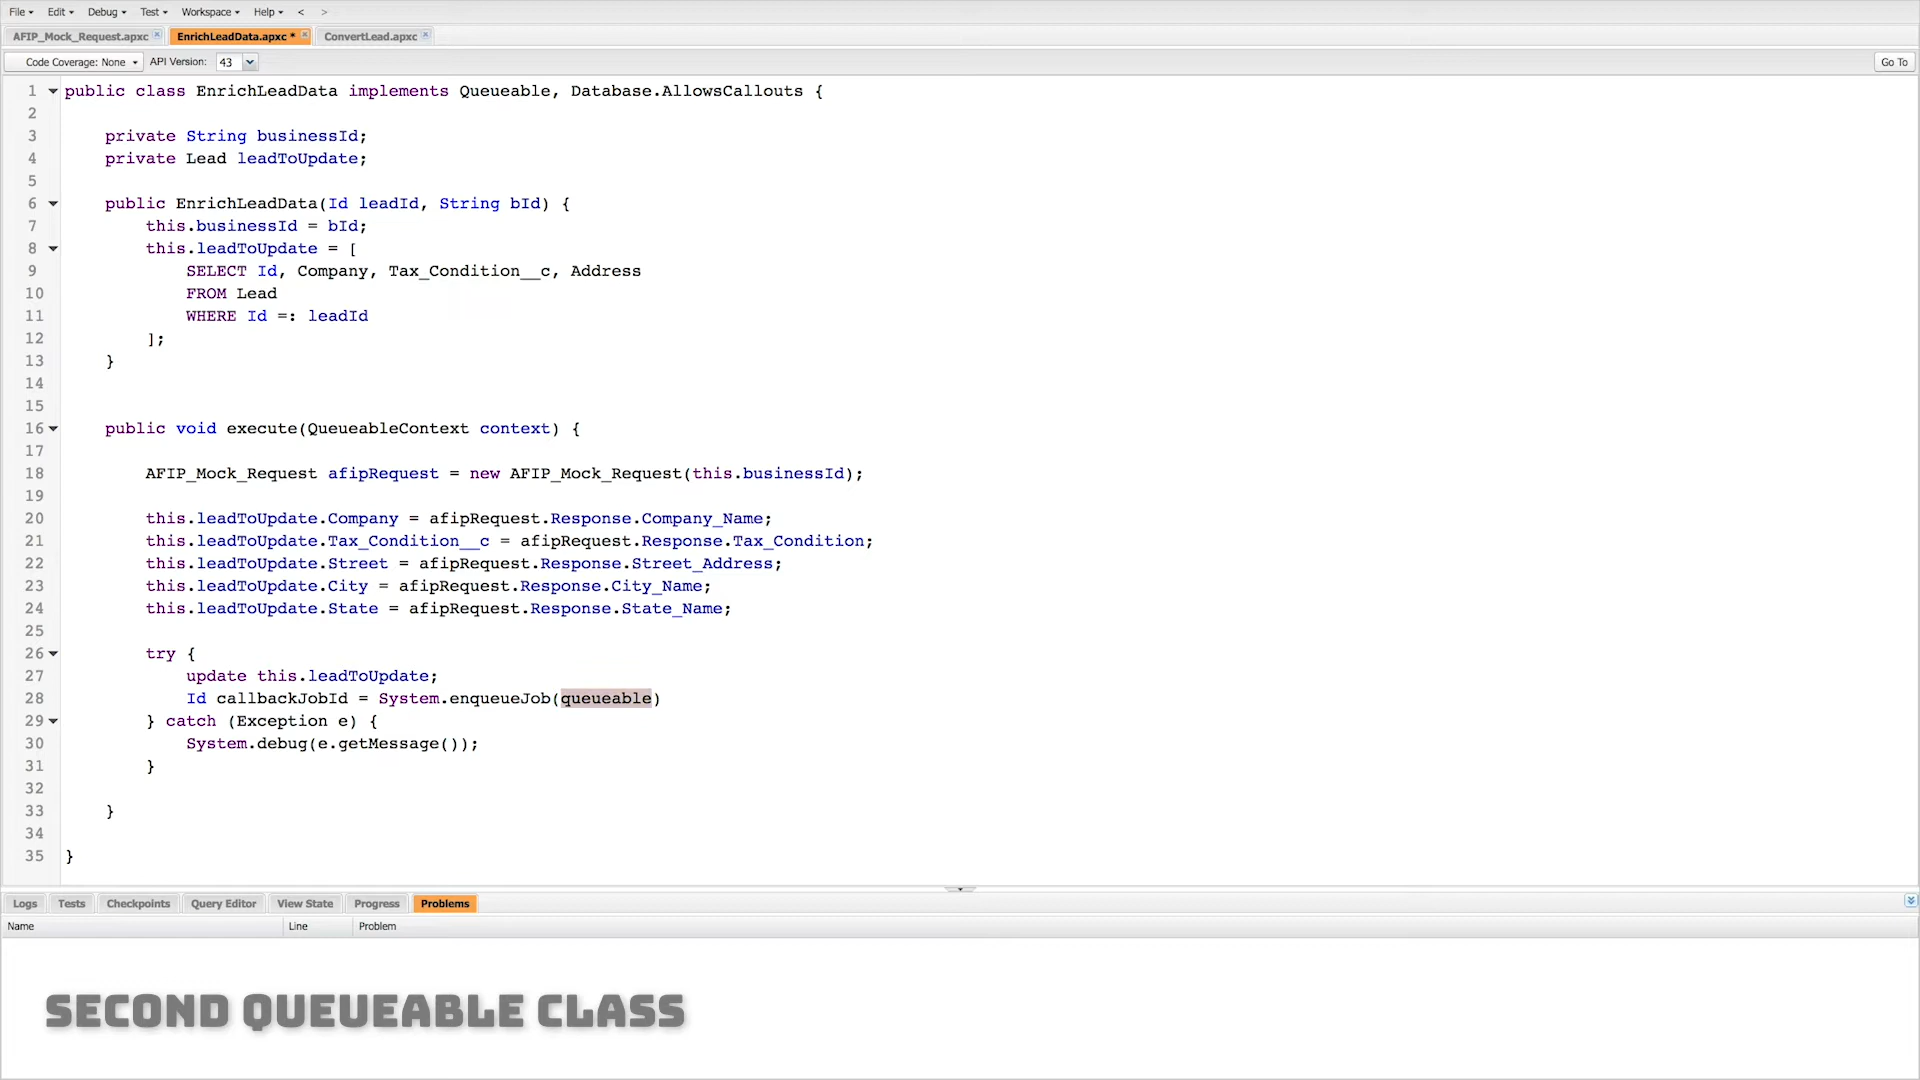 File Edit Debug Test Workspace Help < >
AFIP_Mock_Request.apxc EnrichLeadData.apxc * ConvertLead.apxc
Code Coverage: None API Version: 43 Go To
1 public class EnrichLeadData implements Queueable, Database.AllowsCallouts {
2
3 private String businessId;
4 private Lead leadToUpdate;
5
6 public EnrichLeadData(Id leadId, String bId) {
7 this.businessId = bId;
8 this.leadToUpdate = [
9 SELECT Id, Company, Tax_Condition__c, Address
10 FROM Lead
11 WHERE Id =: leadId
12 ];
13 }
14
15
16 public void execute(QueueableContext context) {
17
18 AFIP_Mock_Request afipRequest = new AFIP_Mock_Request(this.businessId);
19
20 this.leadToUpdate.Company = afipRequest.Response.Company_Name;
21 this.leadToUpdate.Tax_Condition__c = afipRequest.Response.Tax_Condition;
22 this.leadToUpdate.Street = afipRequest.Response.Street_Address;
23 this.leadToUpdate.City = afipRequest.Response.City_Name;
24 this.leadToUpdate.State = afipRequest.Response.State_Name;
25
26 try {
27 update this.leadToUpdate;
28 Id callbackJobId = System.enqueueJob(queueable)
29 } catch (Exception e) {
30 System.debug(e.getMessage());
31 }
32
33 }
34
35 }
Logs Tests Checkpoints Query Editor View State Progress Problems
Name Line Problem
SECOND QUEUEABLE CLASS